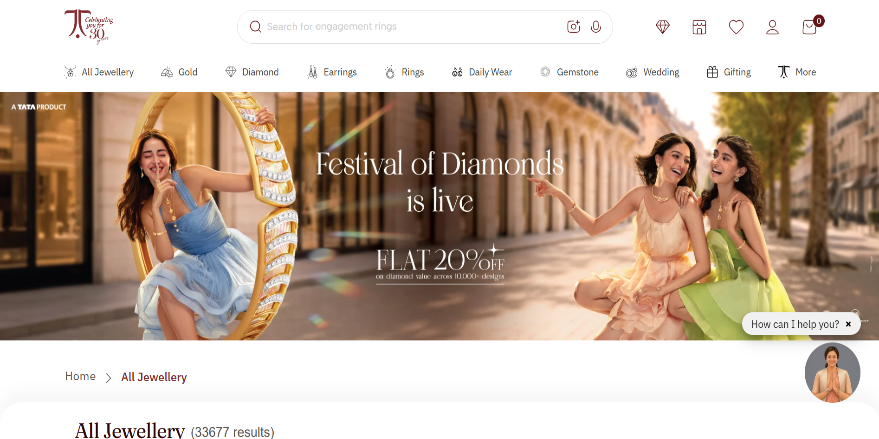 Celebrating
you for
30
years
Search for engagement rings
0
All Jewellery
Gold
Diamond
Earrings
Rings
Daily Wear
Gemstone
Wedding
Gifting
More
A TATA PRODUCT
Festival of Diamonds
is live
FLAT 20% OFF
on diamond value across 10,000+ designs
How can I help you? ×
Home > All Jewellery
All Jewellery (33677 results)